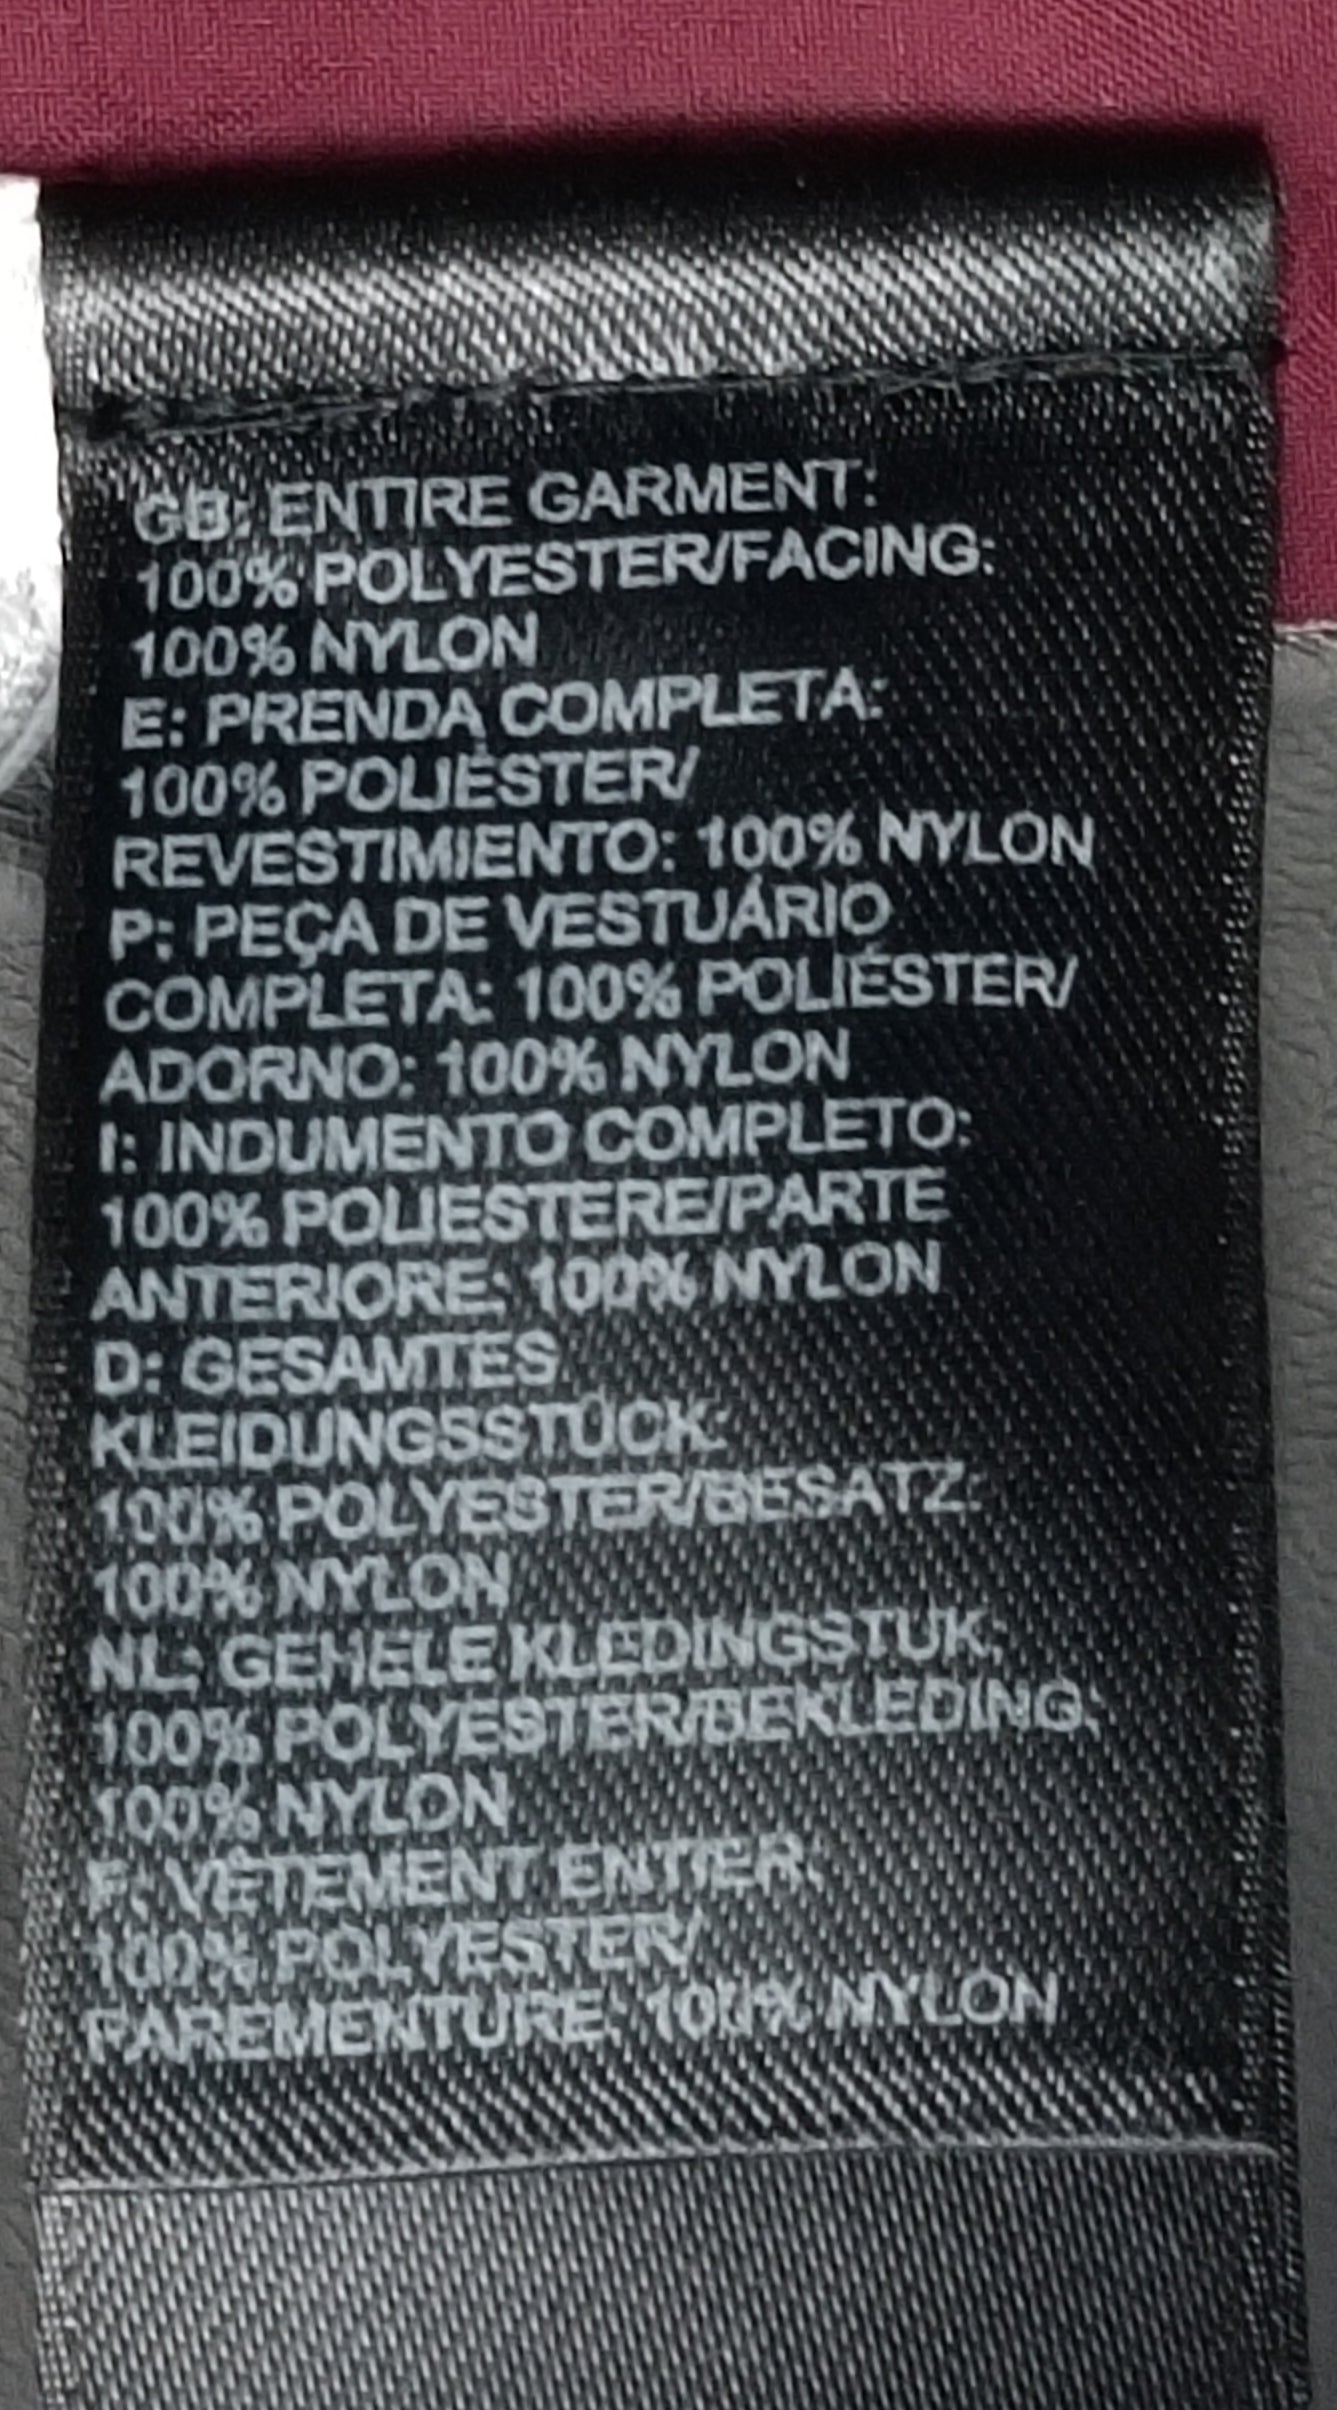 GB: ENTIRE GARMENT:
100% POLYESTER/FACING:
100% NYLON
E: PRENDA COMPLETA:
100% POLIÉSTER/
REVESTIMIENTO: 100% NYLON
P: PEÇA DE VESTUÁRIO
COMPLETA: 100% POLIÉSTER/
ADORNO: 100% NYLON
I: INDUMENTO COMPLETO:
100% POLIESTERE/PARTE
ANTERIORE: 100% NYLON
D: GESAMTES
KLEIDUNGSSTÜCK:
100% POLYESTER/BESATZ:
100% NYLON
NL: GEHELE KLEDINGSTUK:
100% POLYESTER/BEKLEDING:
100% NYLON
F: VÊTEMENT ENTIER:
100% POLYESTER/
PAREMENTURE: 100% NYLON